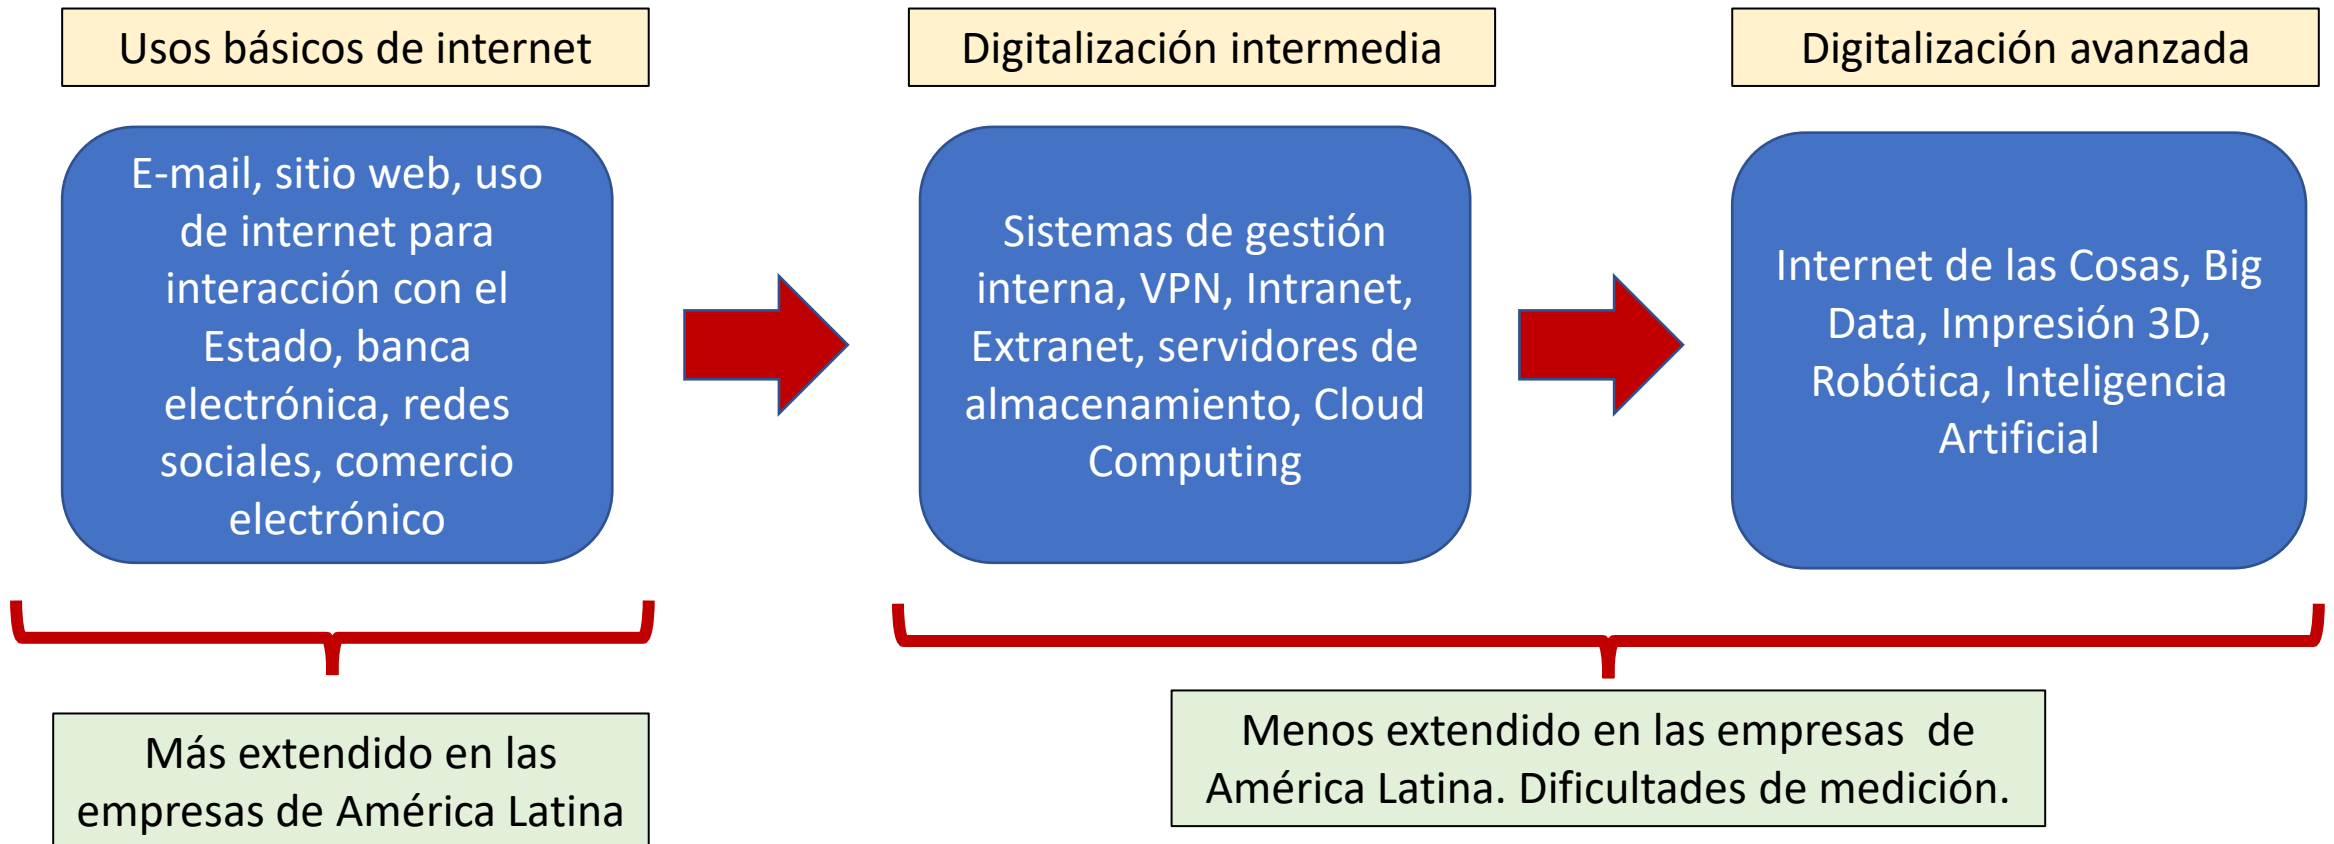 Usos básicos de internet
E-mail, sitio web, uso
de internet para
interacción con el
Estado, banca
electrónica, redes
sociales, comercio
electrónico
Más extendido en las
empresas de América Latina
Digitalización intermedia
Sistemas de gestión
interna, VPN, Intranet,
Extranet, servidores de
almacenamiento, Cloud
Computing
Digitalización avanzada
Internet de las Cosas, Big
Data, Impresión 3D,
Robótica, Inteligencia
Artificial
Menos extendido en las empresas  de
América Latina. Dificultades de medición.